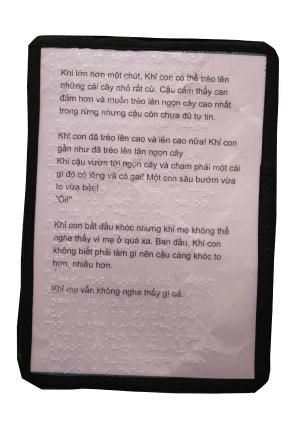 Khỉ lớn hơn một chút, Khỉ con có thể trèo lên
những cái cây nhỏ rất cừ. Cậu cảm thấy can
đảm hơn và muốn trèo lên ngọn cây cao nhất
trong rừng nhưng cậu còn chưa đủ tự tin.
Khỉ con đã trèo lên cao và lên cao nữa! Khỉ con
gần như đã trèo lên tận ngọn cây
Khỉ cậu vươn tới ngọn cây và chạm phải một cái
gì đó có lông và có gai! Một con sâu bướm vừa
to vừa béo!
"Ôi!"
Khỉ con bắt đầu khóc nhưng khỉ mẹ không thể
nghe thấy vì mẹ ở quá xa. Ban đầu, Khỉ con
không biết phải làm gì nên cậu càng khóc to
hơn, nhiều hơn.
Khỉ mẹ vẫn không nghe thấy gì cả.